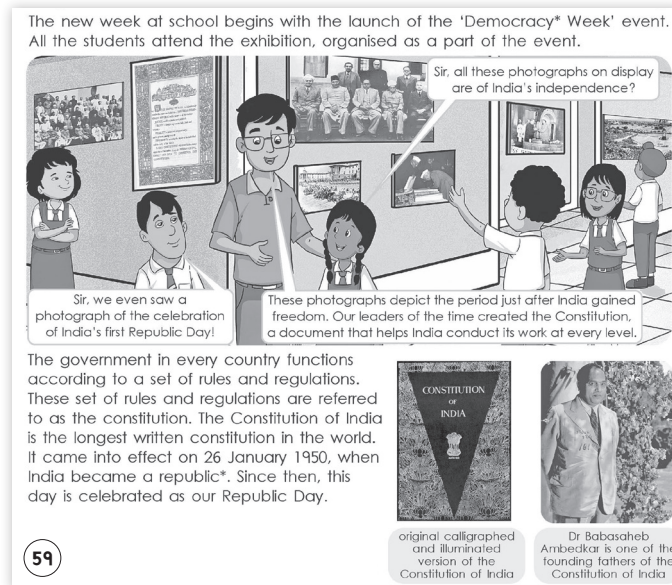 The new week at school begins with the launch of the ‘Democracy* Week’ event.
All the students attend the exhibition, organised as a part of the event.
Sir, all these photographs on display
are of India's independence?
Sir, we even saw a
photograph of the celebration
of India's first Republic Day!
These photographs depict the period just after India gained
freedom. Our leaders of the time created the Constitution,
a document that helps India conduct its work at every level.
The government in every country functions
according to a set of rules and regulations.
These set of rules and regulations are referred
to as the constitution. The Constitution of India
is the longest written constitution in the world.
It came into effect on 26 January 1950, when
India became a republic*. Since then, this
day is celebrated as our Republic Day.
CONSTITUTION
OF
INDIA
original calligraphed
and illuminated
version of the
Constitution of India
Dr Babasaheb
Ambedkar is one of the
founding fathers of the
Constitution of India
59